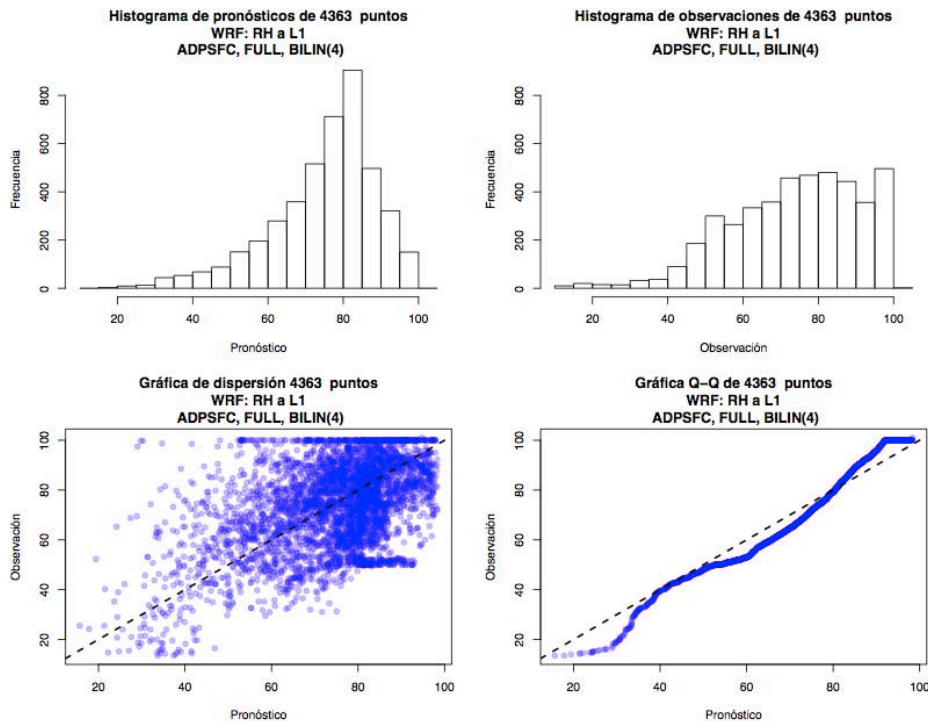 Histograma de pronósticos de 4363 puntos
WRF: RH a L1
ADPSFC, FULL, BILIN(4)
Frecuencia
0
200
400
600
800
20
40
60
80
100
Pronóstico
Histograma de observaciones de 4363 puntos
WRF: RH a L1
ADPSFC, FULL, BILIN(4)
Frecuencia
0
200
400
600
800
20
40
60
80
100
Observación
Gráfica de dispersión 4363 puntos
WRF: RH a L1
ADPSFC, FULL, BILIN(4)
Observación
20
40
60
80
100
20
40
60
80
100
Pronóstico
Gráfica Q-Q de 4363 puntos
WRF: RH a L1
ADPSFC, FULL, BILIN(4)
Observación
20
40
60
80
100
20
40
60
80
100
Pronóstico